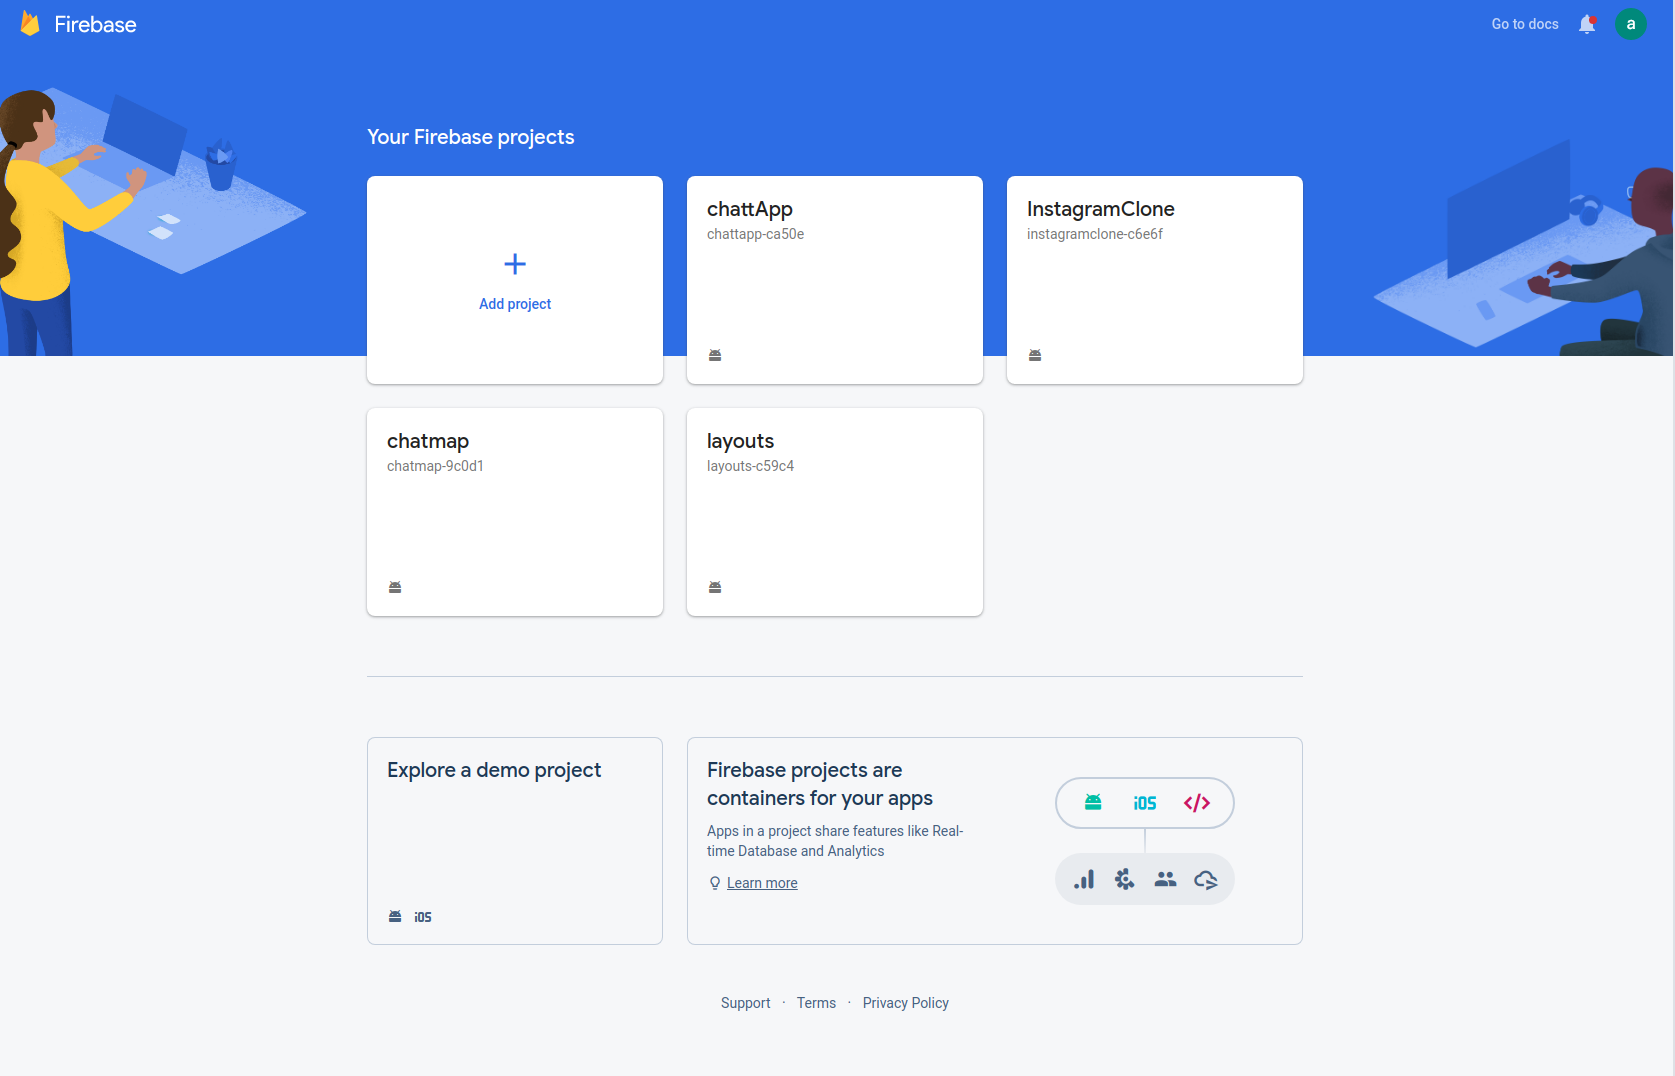 Firebase
Go to docs
a
Your Firebase projects
Add project
chattApp
chattapp-ca50e
InstagramClone
instagramclone-c6e6f
chatmap
chatmap-9c0d1
layouts
layouts-c59c4
Explore a demo project
iOS
Firebase projects are
containers for your apps
Apps in a project share features like Real-
time Database and Analytics
Learn more
iOS </>
Support · Terms · Privacy Policy